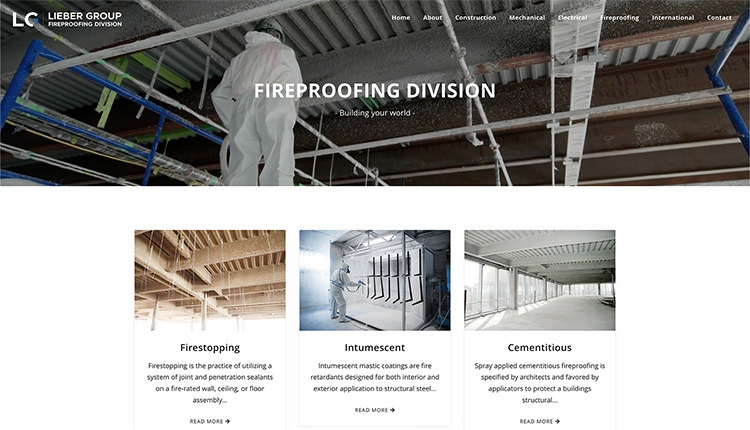 LC LIEBER GROUP
FIREPROOFING DIVISION
Home About Construction Mechanical Electrical Fireproofing International Contact
FIREPROOFING DIVISION
- Building your world -
Firestopping
Firestopping is the practice of utilizing a
system of joint and penetration sealants
on a fire-rated wall, ceiling, or floor
assembly...
READ MORE →
Intumescent
Intumescent mastic coatings are fire
retardants designed for both interior and
exterior application to structural steel...
READ MORE →
Cementitious
Spray applied cementitious fireproofing is
specified by architects and favored by
applicators to protect a buildings
structural...
READ MORE →